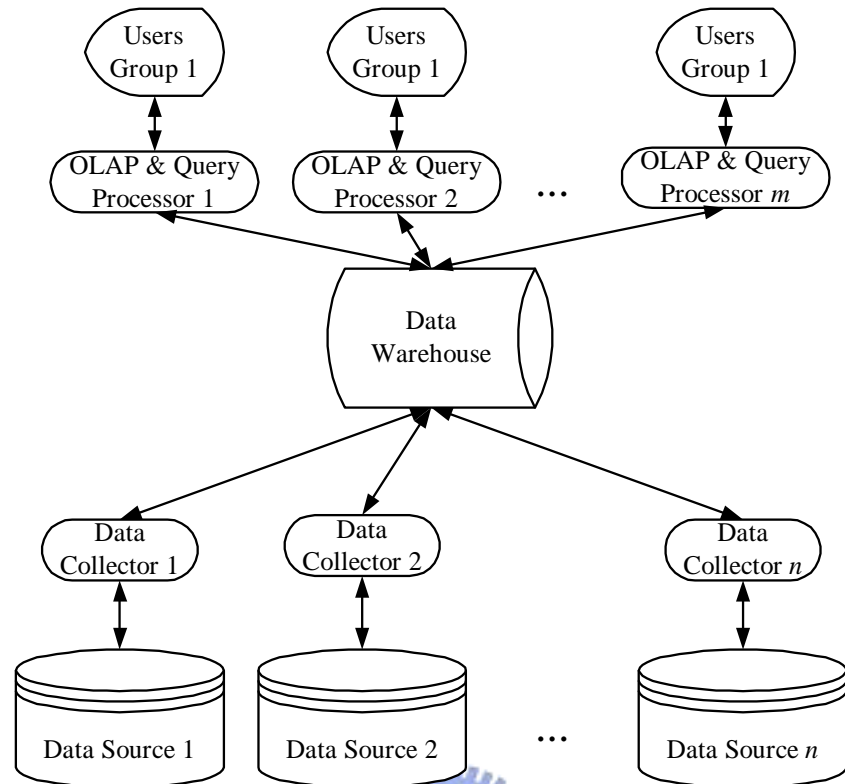 Users
Group 1
Users
Group 1
Users
Group 1
OLAP & Query
Processor 1
OLAP & Query
Processor 2
...
OLAP & Query
Processor m
Data
Warehouse
Data
Collector 1
Data
Collector 2
Data
Collector n
Data Source 1
Data Source 2
...
Data Source n